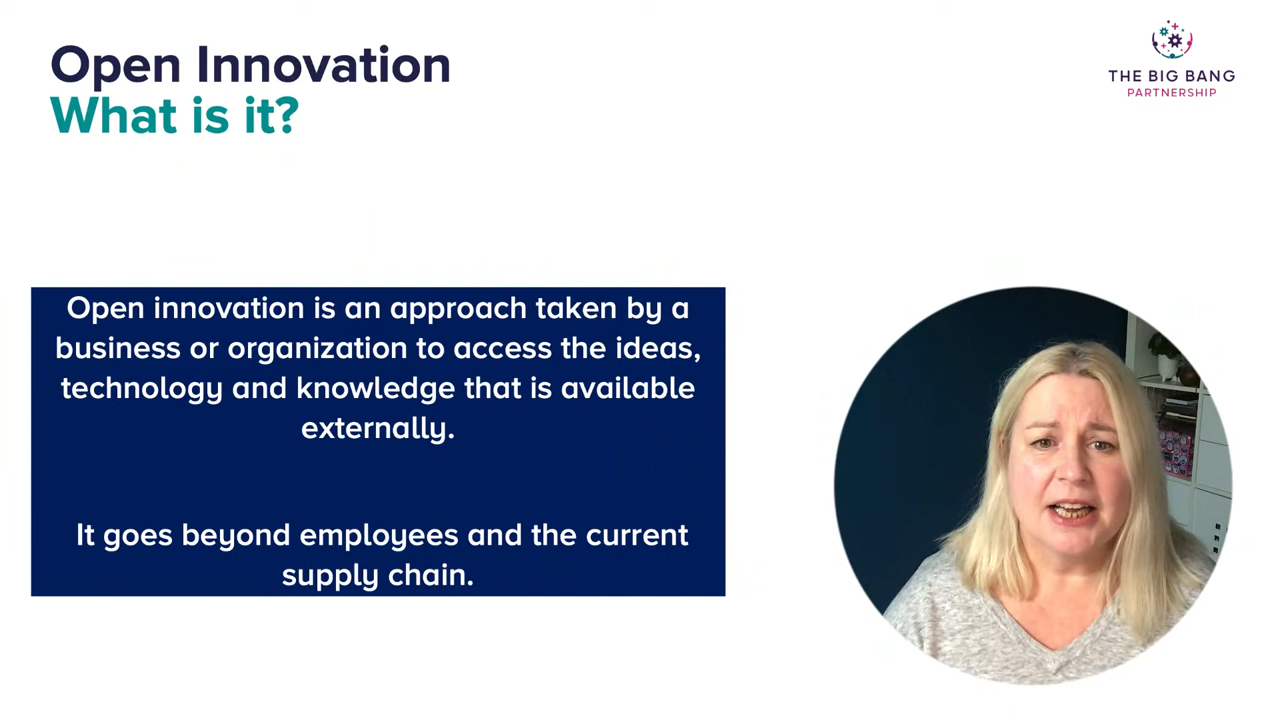 Open Innovation
What is it?
THE BIG BANG
PARTNERSHIP
Open innovation is an approach taken by a
business or organization to access the ideas,
technology and knowledge that is available
externally.
It goes beyond employees and the current
supply chain.